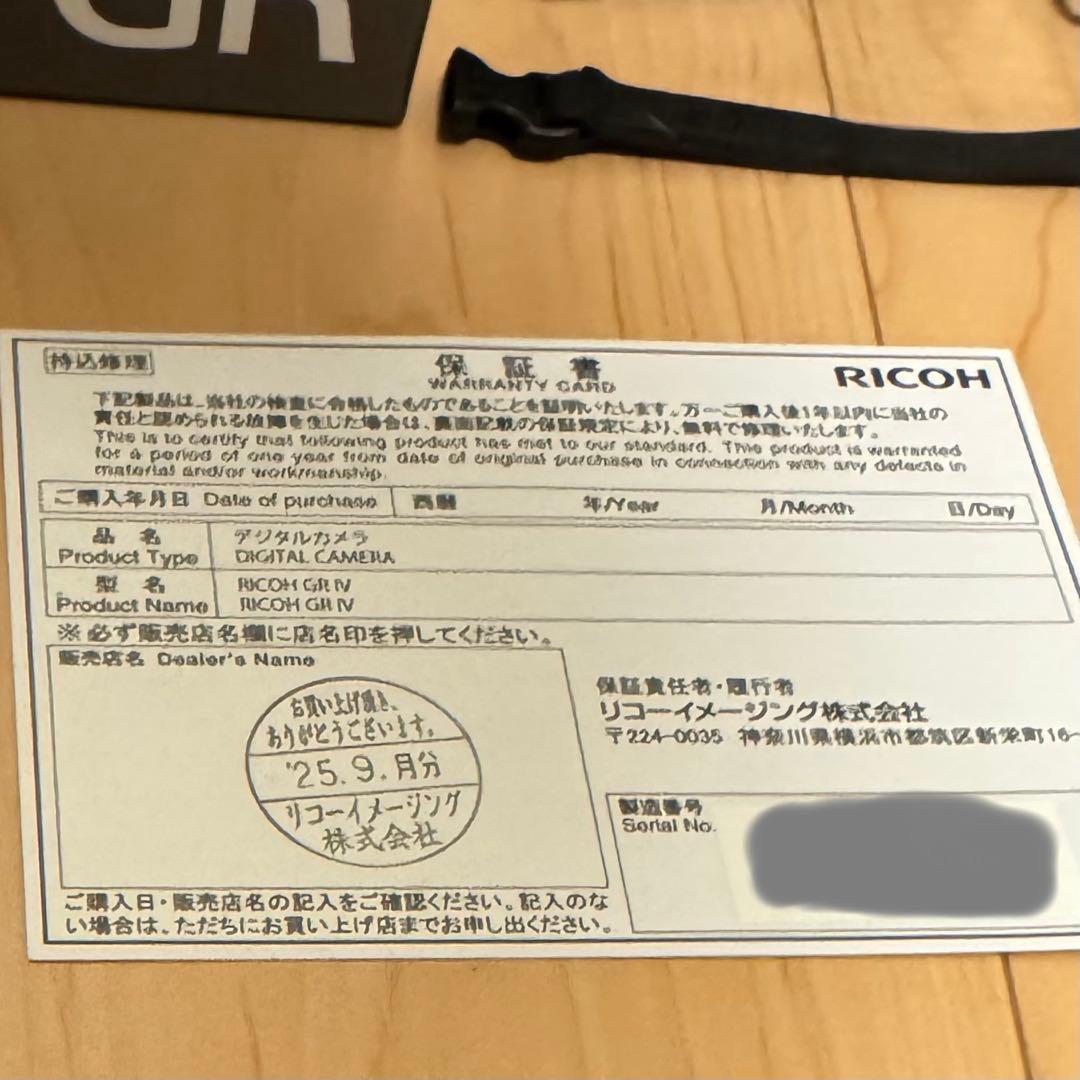 GR
持込修理
保証書
WARRANTY CARD
RICOH
下記製品は、当社の検査に合格したものであることを証明いたします。万一ご購入後1年以内に当社の
責任と認められる故障を生じた場合は、裏面記載の保証規定により、無料で修理いたします。
This is to certify that following product has met to our standard. This product is warranted
for a period of one year from date of original purchase in connection with any defects in
material and/or workmanship.
ご購入年月日 Date of purchase 西暦 年/Year 月/Month 日/Day
品名 デジタルカメラ
Product Type DIGITAL CAMERA
型名 RICOH GR IV
Product Name RICOH GR IV
※必ず販売店名欄に店名印を押してください。
販売店名 Dealer's Name
お買い上げ頂き、
ありがとうございます。
'25.9.月分
リコーイメージング
株式会社
保証責任者・履行者
リコーイメージング株式会社
〒224-0035 神奈川県横浜市都筑区新栄町16-
製造番号
Serial No.
ご購入日・販売店名の記入をご確認ください。記入のな
い場合は、ただちにお買い上げ店までお申し出ください。